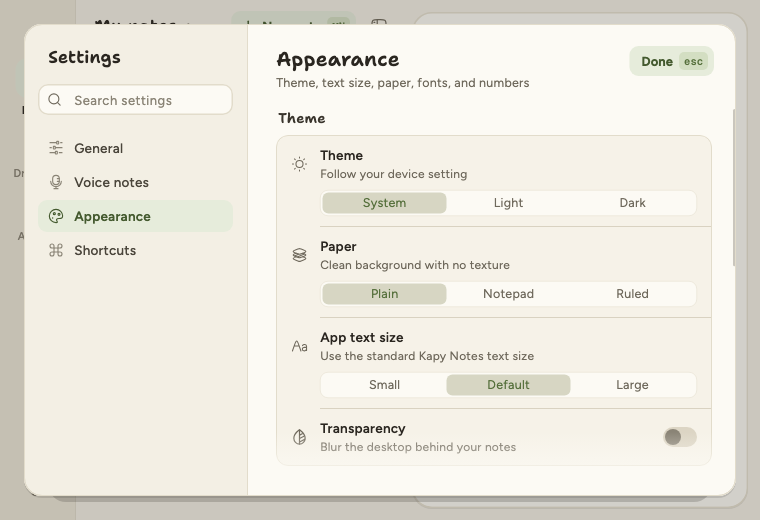 Settings
Search settings
General
Voice notes
Appearance
Shortcuts
Appearance
Theme, text size, paper, fonts, and numbers
Done esc
Theme
Theme
Follow your device setting
System Light Dark
Paper
Clean background with no texture
Plain Notepad Ruled
Aa
App text size
Use the standard Kapy Notes text size
Small Default Large
Transparency
Blur the desktop behind your notes